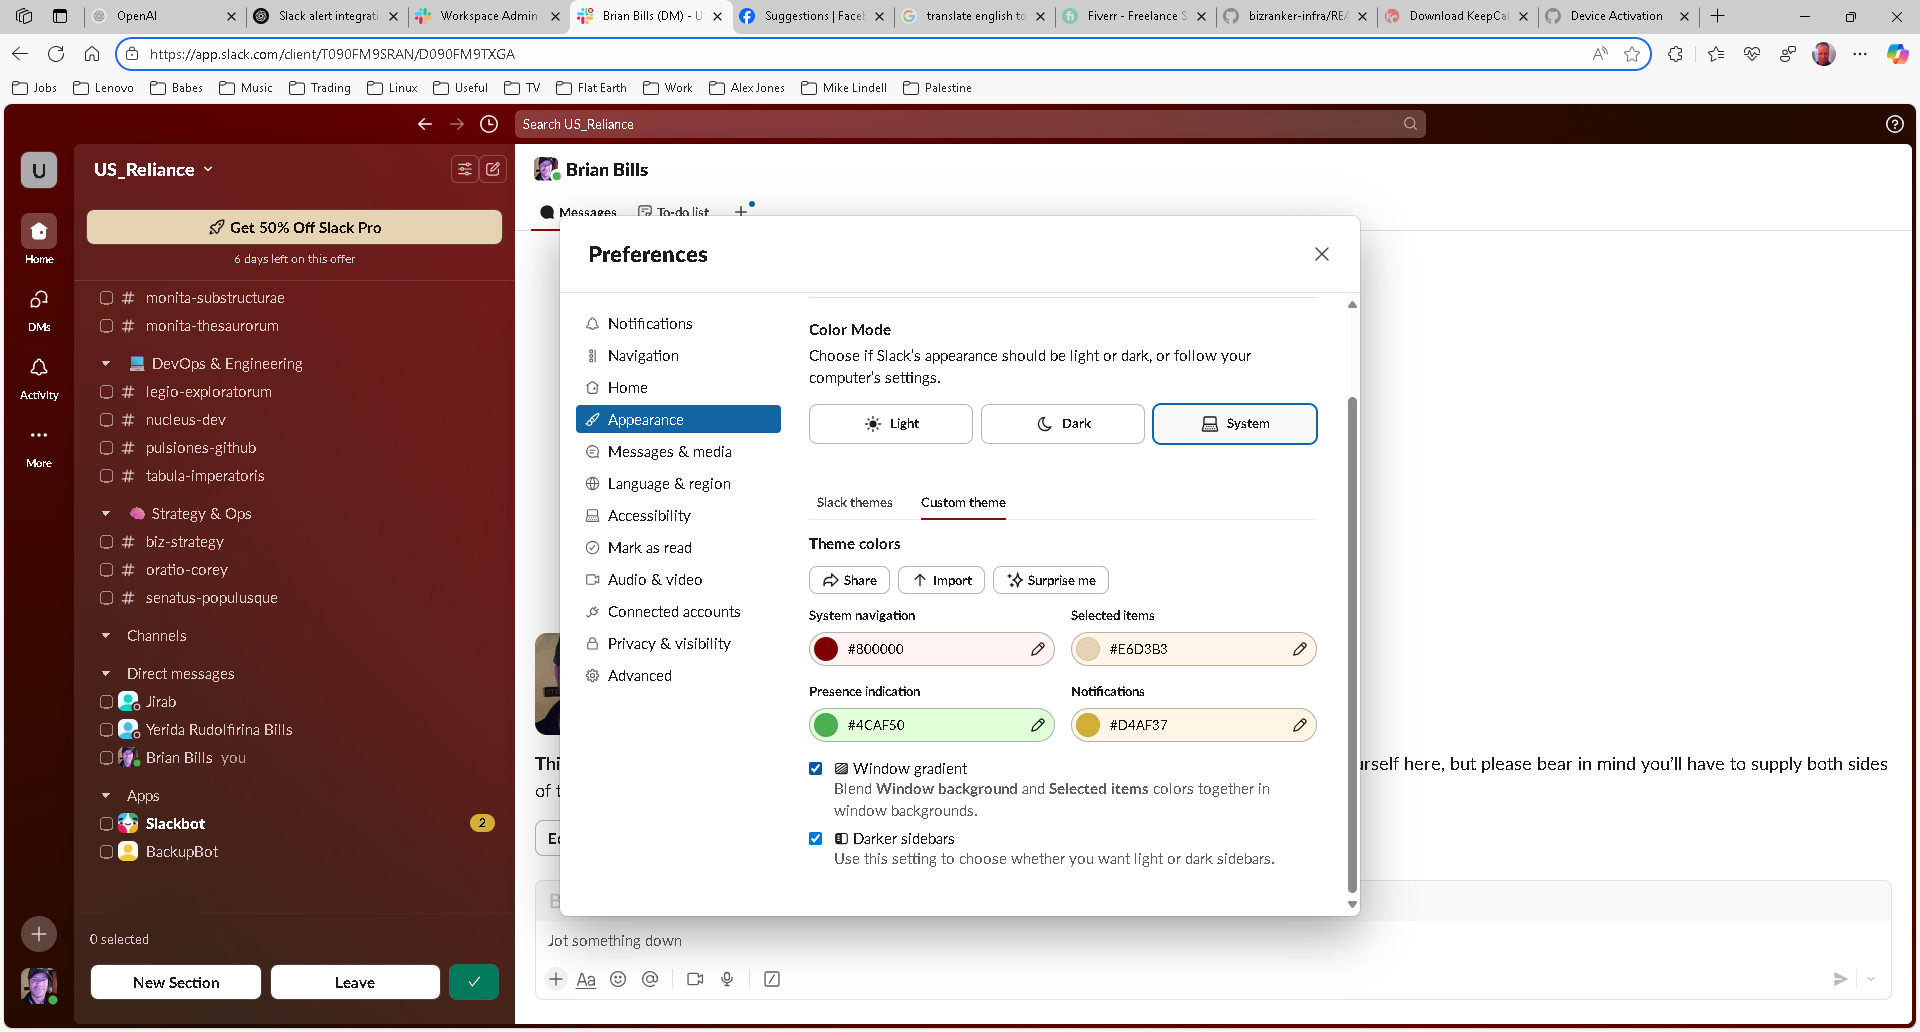 OpenAI
Slack alert integrati
Workspace Admin
Brian Bills (DM) - U
Suggestions | Faceb
translate english to
Fiverr - Freelance S
bizranker-infra/REA
Download KeepCal
Device Activation
https://app.slack.com/client/T090FM9SRAN/D090FM9TXGA
Jobs
Lenovo
Babes
Music
Trading
Linux
Useful
TV
Flat Earth
Work
Alex Jones
Mike Lindell
Palestine
Search US_Reliance
U
Home
DMs
Activity
More
US_Reliance
Get 50% Off Slack Pro
6 days left on this offer
# monita-substructurae
# monita-thesaurorum
DevOps & Engineering
# legio-exploratorum
# nucleus-dev
# pulsiones-github
# tabula-imperatoris
Strategy & Ops
# biz-strategy
# oratio-corey
# senatus-populusque
Channels
Direct messages
Jirab
Yerida Rudolfirina Bills
Brian Bills you
Apps
Slackbot 2
BackupBot
0 selected
New Section
Leave
Brian Bills
Messages
To-do list
Preferences
Notifications
Navigation
Home
Appearance
Messages & media
Language & region
Accessibility
Mark as read
Audio & video
Connected accounts
Privacy & visibility
Advanced
Color Mode
Choose if Slack's appearance should be light or dark, or follow your
computer's settings.
Light
Dark
System
Slack themes
Custom theme
Theme colors
Share
Import
Surprise me
System navigation
Selected items
#800000
#E6D3B3
Presence indication
Notifications
#4CAF50
#D4AF37
Window gradient
Blend Window background and Selected items colors together in
window backgrounds.
Darker sidebars
Use this setting to choose whether you want light or dark sidebars.
Thi
urself here, but please bear in mind you'll have to supply both sides
of t
Jot something down
Aa